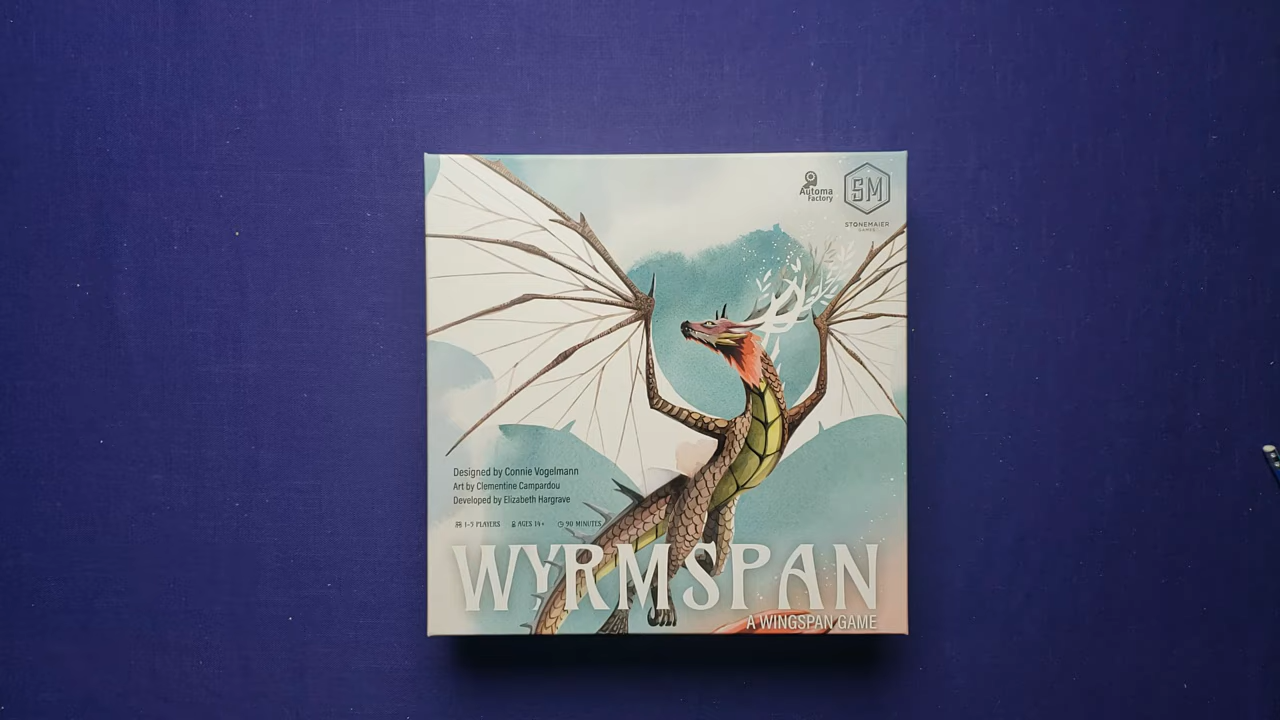 Automa
Factory
SM
STONEMAIER
GAMES
Designed by Connie Vogelmann
Art by Clementine Campardou
Developed by Elizabeth Hargrave
1-5 PLAYERS AGES 14+ 90 MINUTES
WYRMSPAN
A WINGSPAN GAME